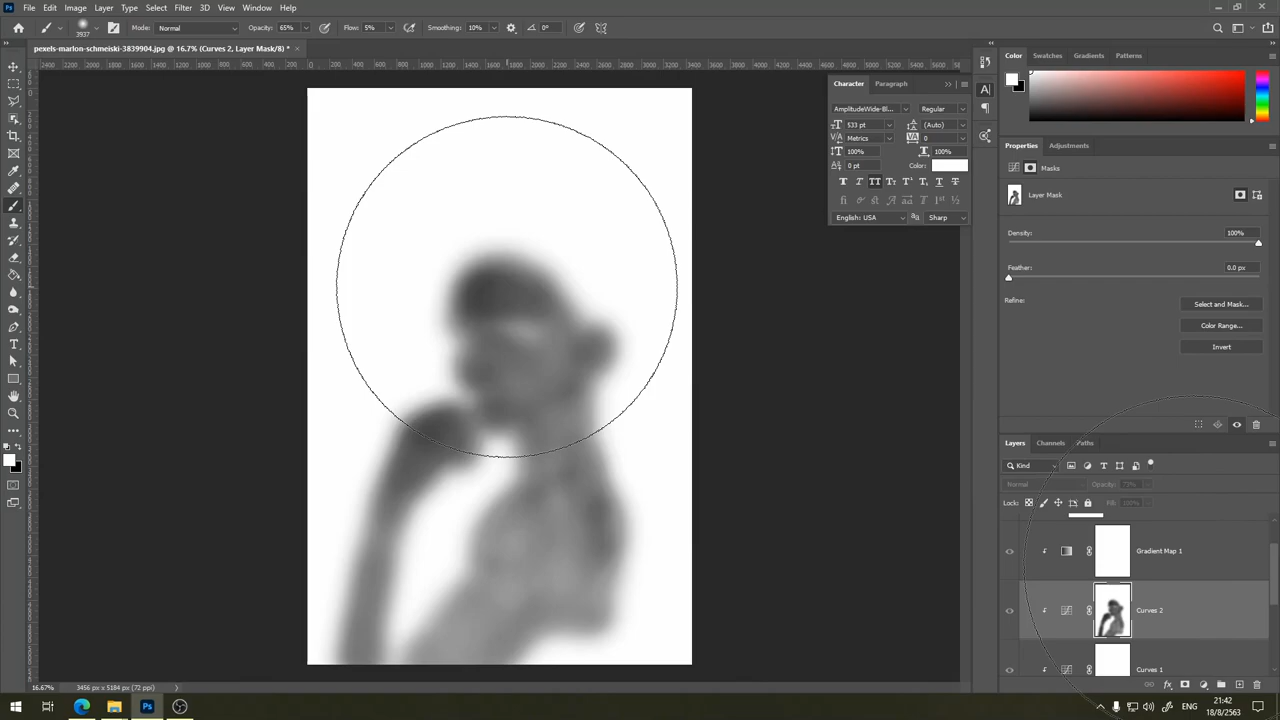 File Edit Image Layer Type Select Filter 3D View Window Help
Mode: Normal Opacity: 65% Flow: 5% Smoothing: 10% 0°
3937
pexels-marlon-schmeiski-3839904.jpg @ 16.7% (Curves 2, Layer Mask/8) *
Character Paragraph
AmplitudeWide-Bl... Regular
533 pt (Auto)
Metrics 0
100% 100%
0 pt Color:
English: USA Sharp
Color Swatches Gradients Patterns
Properties Adjustments
Masks
Layer Mask
Density: 100%
Feather: 0.0 px
Refine: Select and Mask...
Color Range...
Invert
Layers Channels Paths
Kind
Normal Opacity: 73%
Lock: Fill: 100%
Gradient Map 1
Curves 2
Curves 1
16.67% 3456 px x 5184 px (72 ppi)
ENG 21:42
18/8/2563